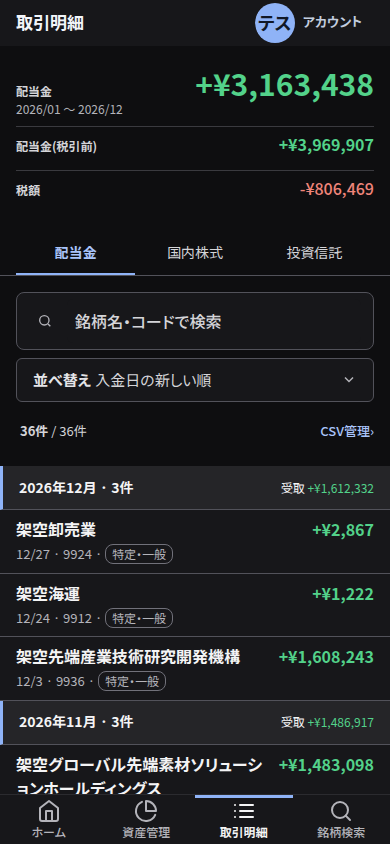 取引明細
テス アカウント
配当金
2026/01 ～ 2026/12
+¥3,163,438
配当金(税引前) +¥3,969,907
税額 -¥806,469
配当金 国内株式 投資信託
銘柄名・コードで検索
並べ替え 入金日の新しい順
36件 / 36件 CSV管理›
2026年12月・3件 受取 +¥1,612,332
架空卸売業 +¥2,867
12/27・9924・特定・一般
架空海運 +¥1,222
12/24・9912・特定・一般
架空先端産業技術研究開発機構 +¥1,608,243
12/3・9936・特定・一般
2026年11月・3件 受取 +¥1,486,917
架空グローバル先端素材ソリューシ +¥1,483,098
ョンホールディングス
ホーム 資産管理 取引明細 銘柄検索